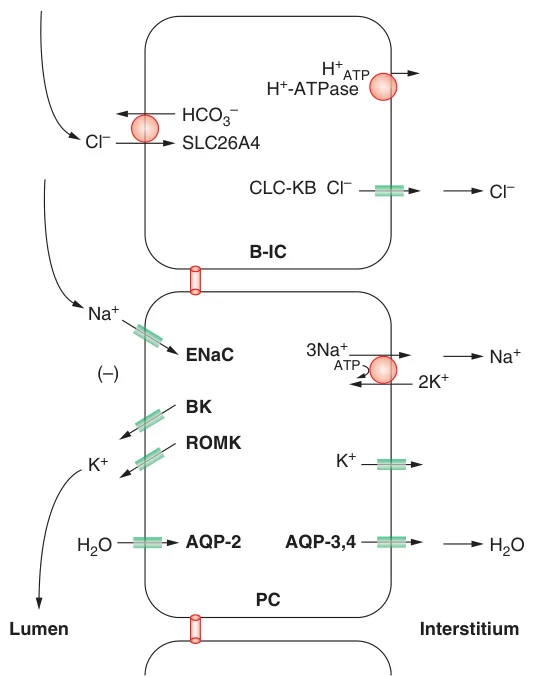 H⁺ATP
H⁺-ATPase
HCO₃⁻
Cl⁻
SLC26A4
CLC-KB Cl⁻
Cl⁻
B-IC
Na⁺
ENaC
3Na⁺
ATP
Na⁺
2K⁺
(–)
BK
ROMK
K⁺
K⁺
H₂O
AQP-2
AQP-3,4
H₂O
PC
Lumen
Interstitium